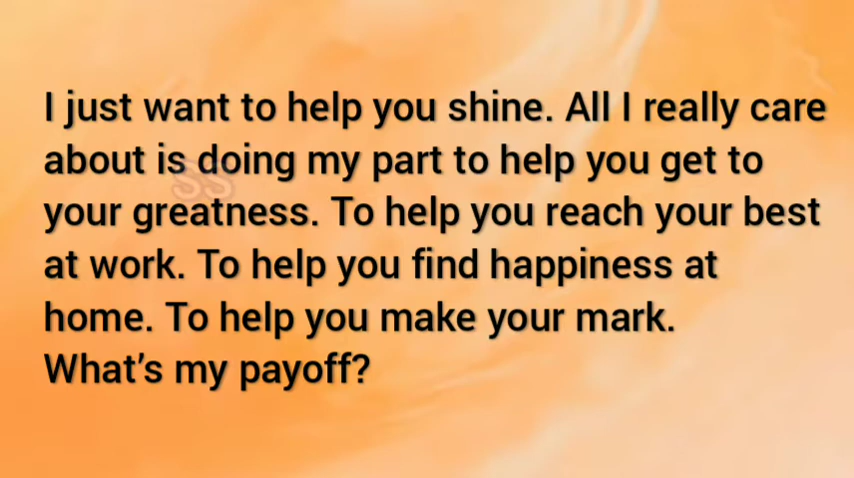 I just want to help you shine. All I really care
about is doing my part to help you get to
your greatness. To help you reach your best
at work. To help you find happiness at
home. To help you make your mark.
What’s my payoff?
SS